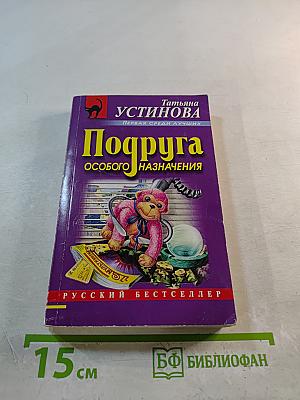 Татьяна
УСТИНОВА
ПЕРВАЯ СРЕДИ ЛУЧШИХ
Подруга
ОСОБОГО НАЗНАЧЕНИЯ
РУССКИЙ БЕСТСЕЛЛЕР
15 см
БФ БИБЛИОФАН